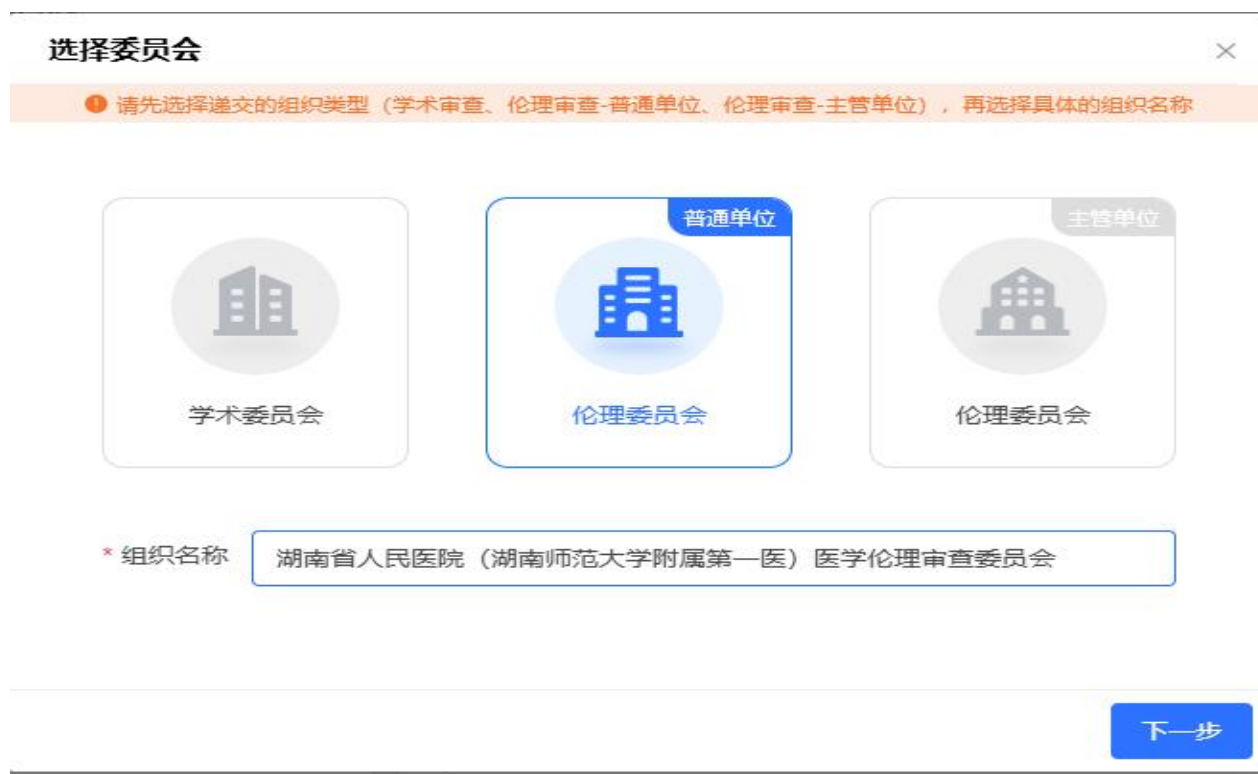 选择委员会
请先选择递交的组织类型（学术审查、伦理审查-普通单位、伦理审查-主管单位），再选择具体的组织名称
普通单位
主管单位
学术委员会
伦理委员会
伦理委员会
* 组织名称
湖南省人民医院（湖南师范大学附属第一医）医学伦理审查委员会
下一步